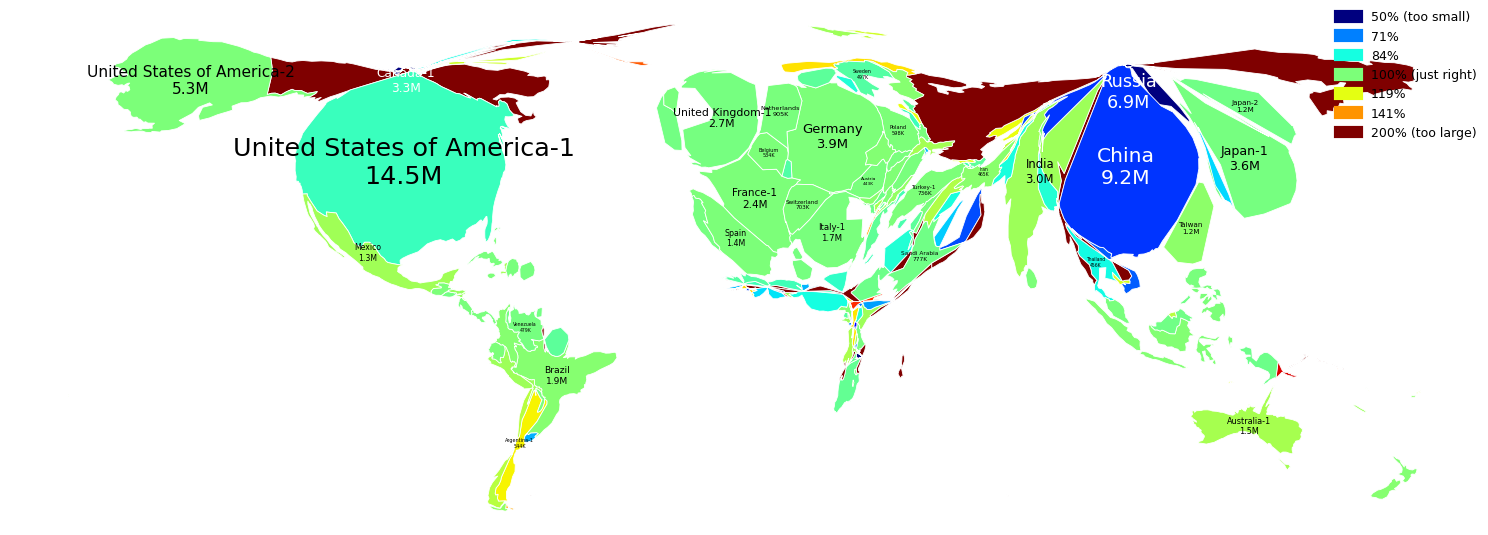 50% (too small)
71%
84%
100% (just right)
119%
141%
200% (too large)
United States of America-2
5.3M
Canada-1
3.3M
United States of America-1
14.5M
Mexico
1.3M
Venezuela
479K
Brazil
1.9M
Argentina-1
544K
United Kingdom-1
2.7M
Netherlands
905K
Belgium
534K
Sweden
497K
Germany
3.9M
Poland
598K
Austria
443K
France-1
2.4M
Switzerland
703K
Spain
1.4M
Italy-1
1.7M
Turkey-1
736K
Saudi Arabia
777K
Iran
465K
India
3.0M
Russia
6.9M
China
9.2M
Japan-2
1.2M
Japan-1
3.6M
Taiwan
1.2M
Thailand
Australia-1
1.5M